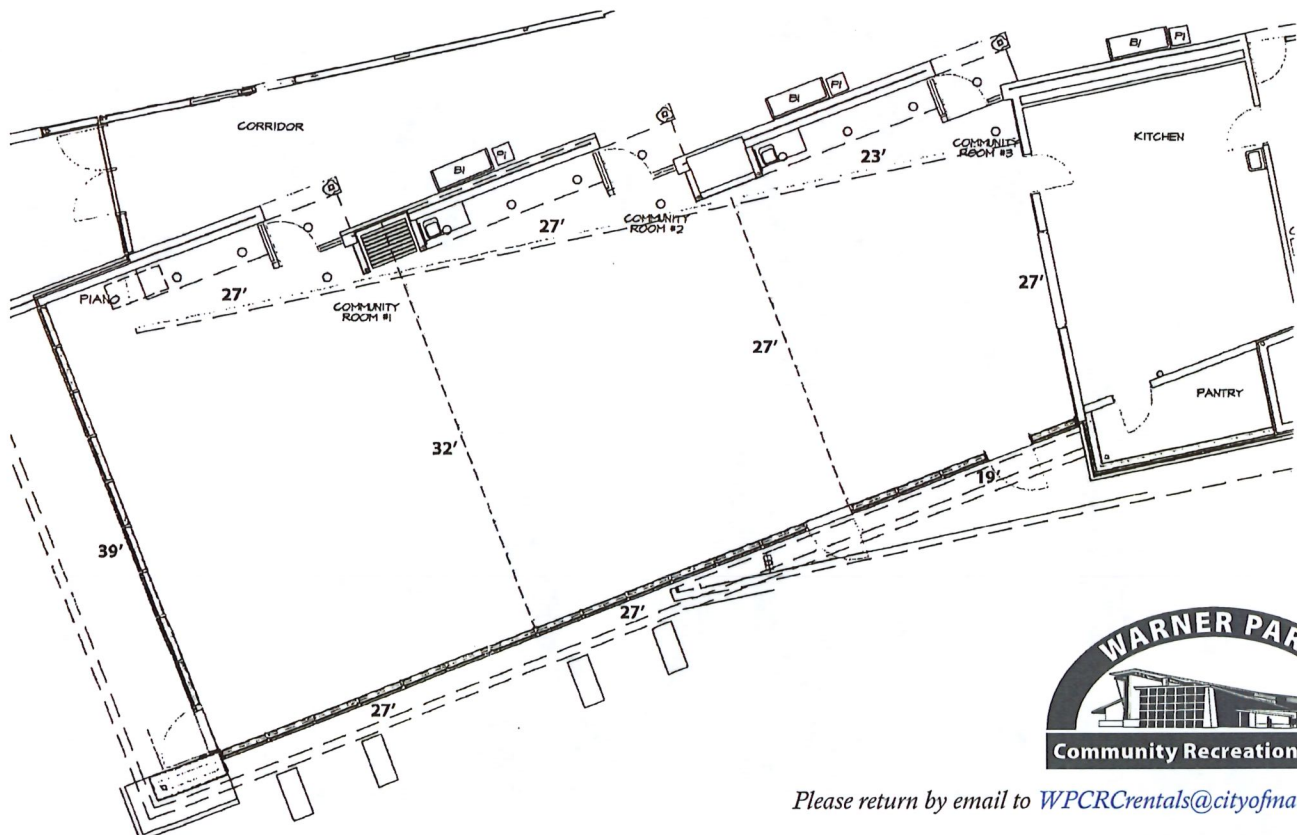 CORRIDOR
BI
PI
BI
PI
BI
PI
KITCHEN
COMMUNITY
ROOM #3
23'
COMMUNITY
ROOM #2
27'
PIANO
27'
COMMUNITY
ROOM #1
27'
27'
PANTRY
32'
39'
19'
27'
27'
WARNER PAR
Community Recreation
Please return by email to WPCRCrentals@cityofma